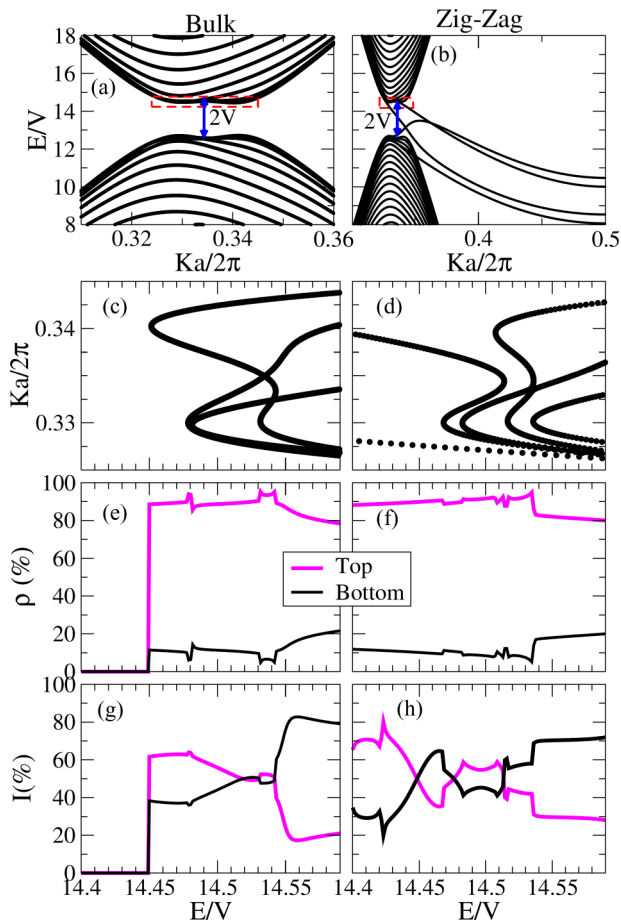 Bulk Zig-Zag
18
16
14
12
10
8
E/V
(a)
2V
0.32 0.33 0.34 0.35 0.36
Ka/2π
(b)
2V
0.4 0.5
Ka/2π
Ka/2π
0.34
0.33
(c)
(d)
ρ (%)
100
80
60
40
20
0
(e)
(f)
Top
Bottom
I(%)
100
80
60
40
20
0
(g)
(h)
14.4 14.45 14.5 14.55
E/V
14.4 14.45 14.5 14.55
E/V